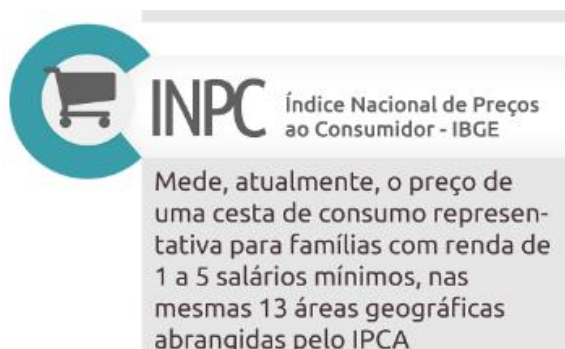 INPC
Índice Nacional de Preços
ao Consumidor - IBGE
Mede, atualmente, o preço de
uma cesta de consumo represen-
tativa para famílias com renda de
1 a 5 salários mínimos, nas
mesmas 13 áreas geográficas
abrangidas pelo IPCA